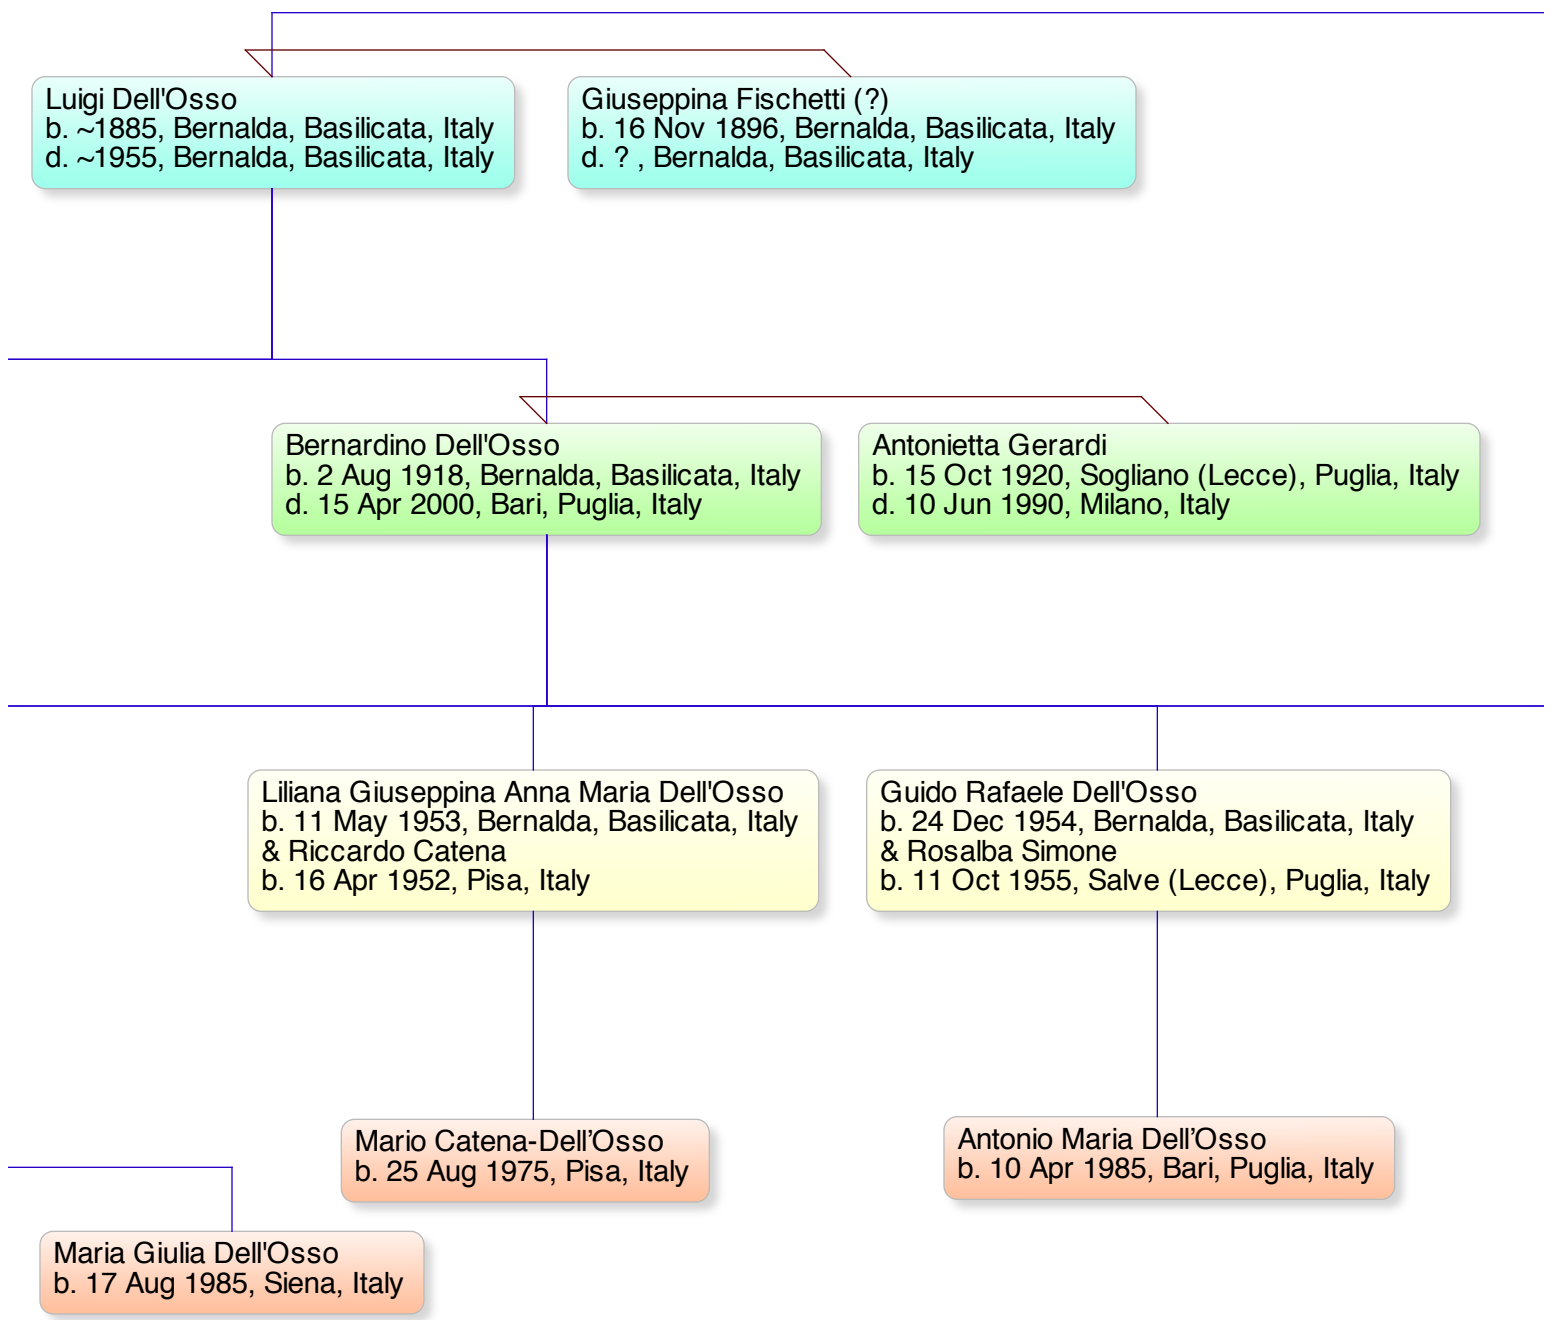 Luigi Dell'Osso
b. ~1885, Bernalda, Basilicata, Italy
d. ~1955, Bernalda, Basilicata, Italy
Giuseppina Fischetti (?)
b. 16 Nov 1896, Bernalda, Basilicata, Italy
d. ? , Bernalda, Basilicata, Italy
Bernardino Dell'Osso
b. 2 Aug 1918, Bernalda, Basilicata, Italy
d. 15 Apr 2000, Bari, Puglia, Italy
Antonietta Gerardi
b. 15 Oct 1920, Sogliano (Lecce), Puglia, Italy
d. 10 Jun 1990, Milano, Italy
Liliana Giuseppina Anna Maria Dell'Osso
b. 11 May 1953, Bernalda, Basilicata, Italy
& Riccardo Catena
b. 16 Apr 1952, Pisa, Italy
Guido Rafaele Dell'Osso
b. 24 Dec 1954, Bernalda, Basilicata, Italy
& Rosalba Simone
b. 11 Oct 1955, Salve (Lecce), Puglia, Italy
Mario Catena-Dell’Osso
b. 25 Aug 1975, Pisa, Italy
Antonio Maria Dell’Osso
b. 10 Apr 1985, Bari, Puglia, Italy
Maria Giulia Dell'Osso
b. 17 Aug 1985, Siena, Italy